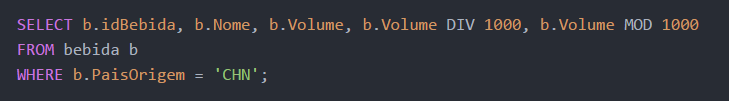 SELECT b.idBebida, b.Nome, b.Volume, b.Volume DIV 1000, b.Volume MOD 1000
FROM bebida b
WHERE b.PaisOrigem = 'CHN';